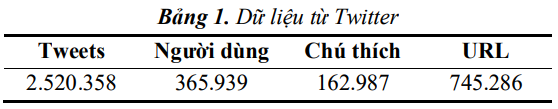 Bảng 1. Dữ liệu từ Twitter
Tweets Người dùng Chú thích URL
2.520.358 365.939 162.987 745.286